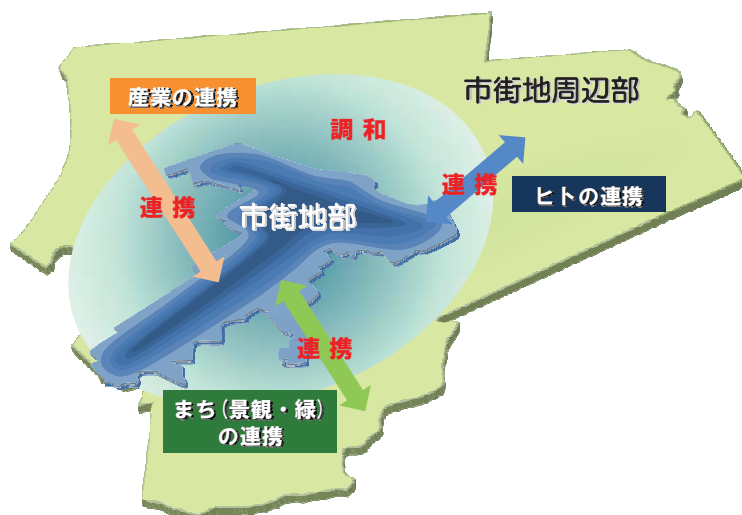 産業の連携
市街地周辺部
調和
連携
連携
ヒトの連携
市街地部
連携
まち(景観・緑)
の連携